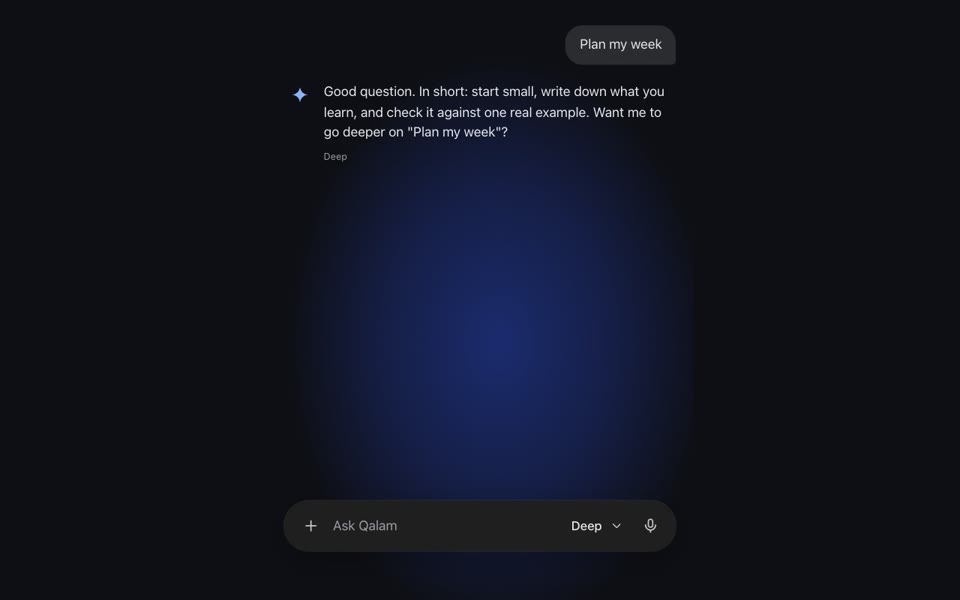 Plan my week
Good question. In short: start small, write down what you
learn, and check it against one real example. Want me to
go deeper on "Plan my week"?
Deep
Ask Qalam
Deep